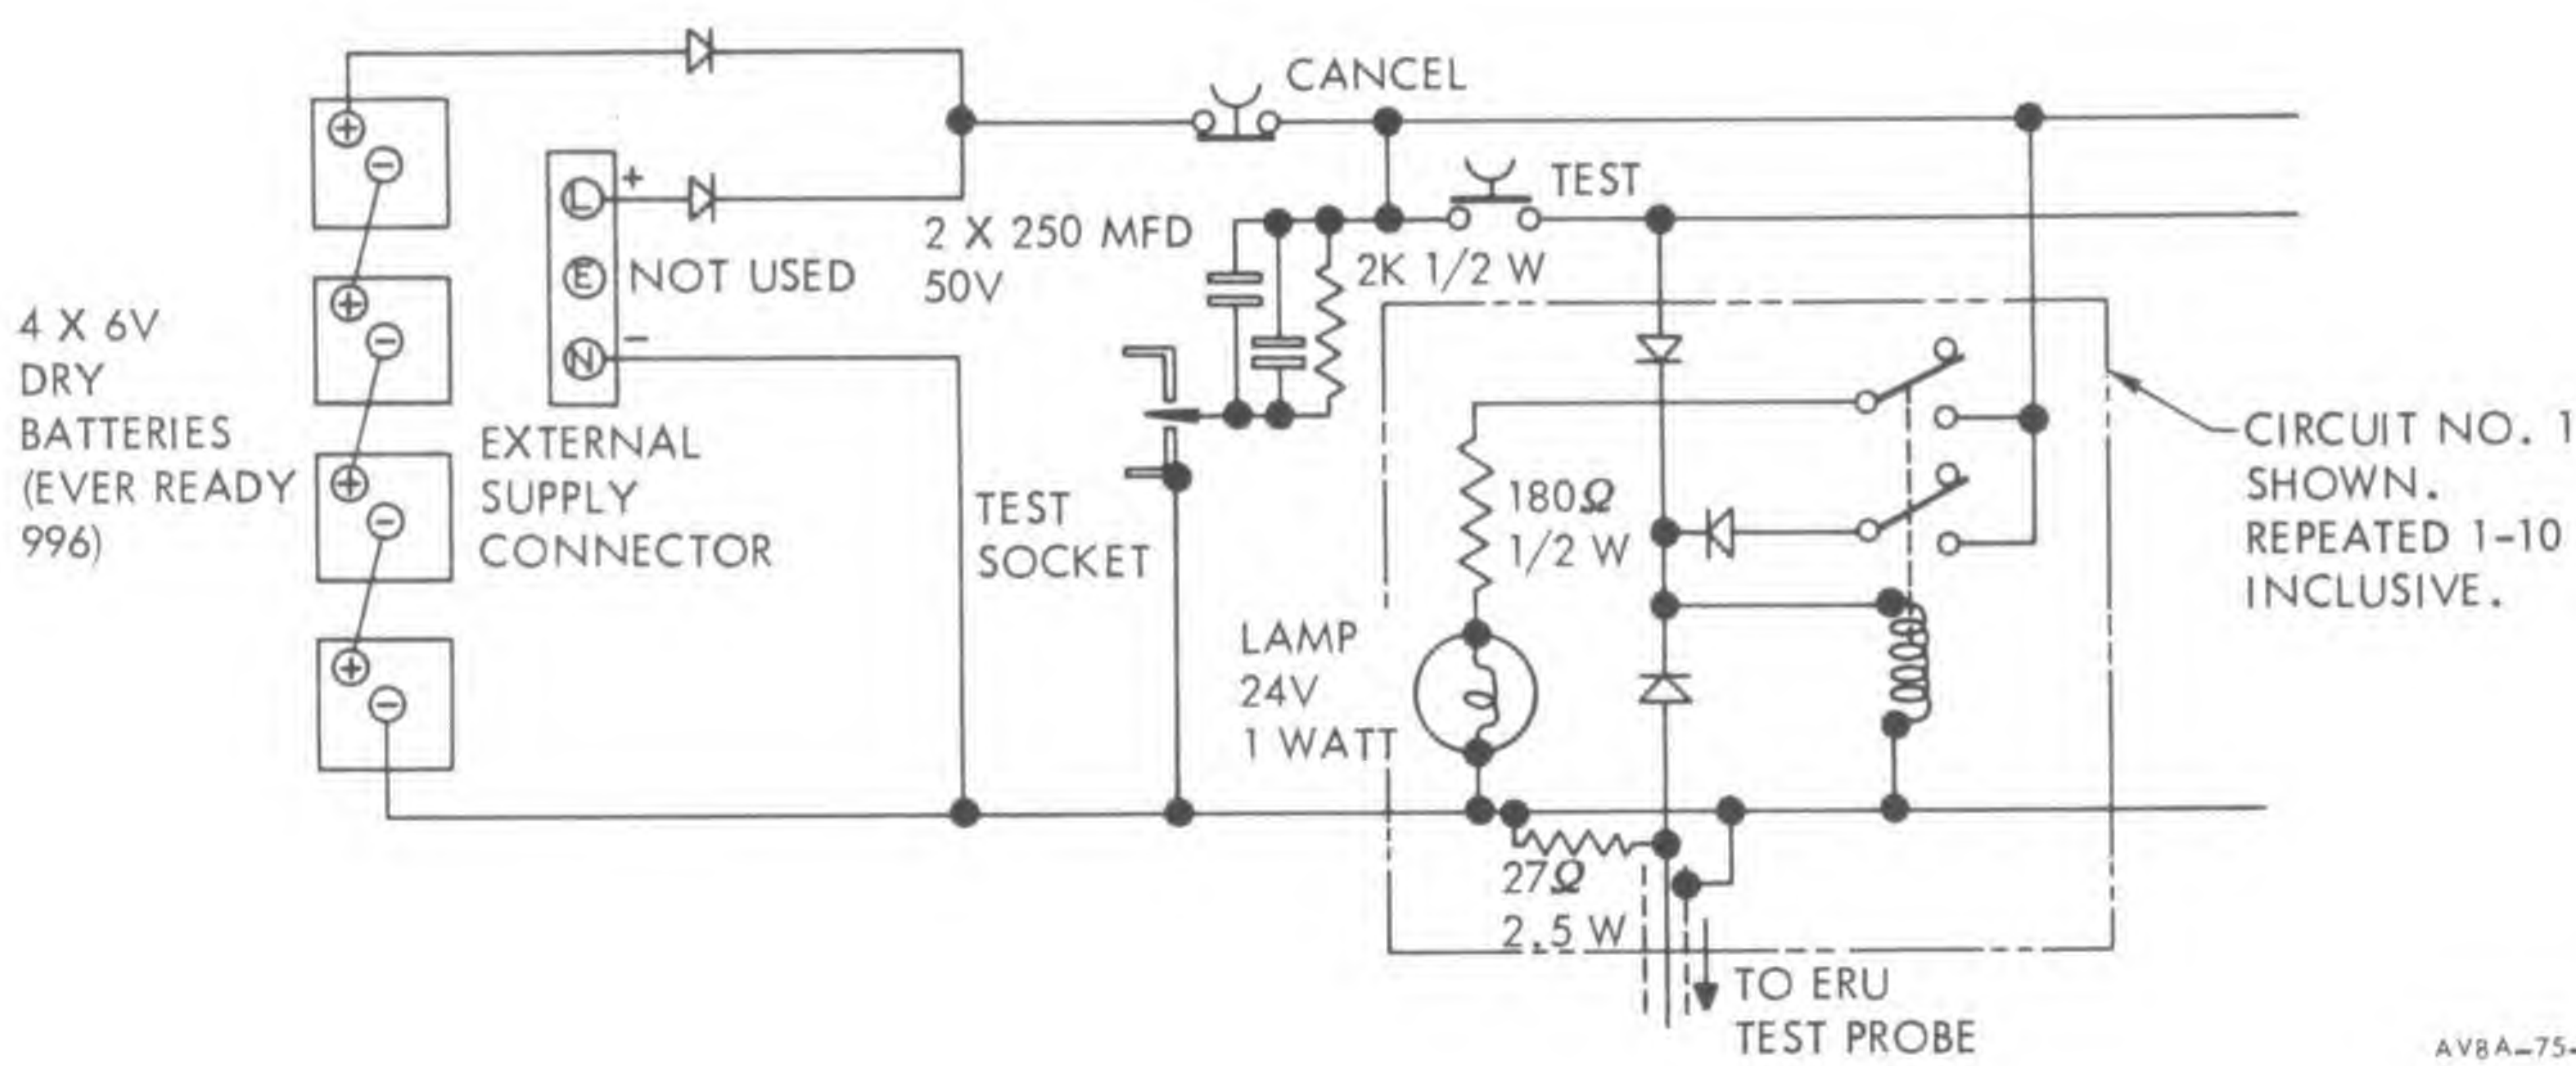 CANCEL
TEST
2 X 250 MFD
50V
2K 1/2 W
+
L
E
N
−
NOT USED
4 X 6V
DRY
BATTERIES
(EVER READY
996)
+
−
+
−
+
−
+
−
EXTERNAL
SUPPLY
CONNECTOR
TEST
SOCKET
180Ω
1/2 W
LAMP
24V
1 WATT
27Ω
2.5 W
CIRCUIT NO. 1
SHOWN.
REPEATED 1-10
INCLUSIVE.
TO ERU
TEST PROBE
AV8A-75-